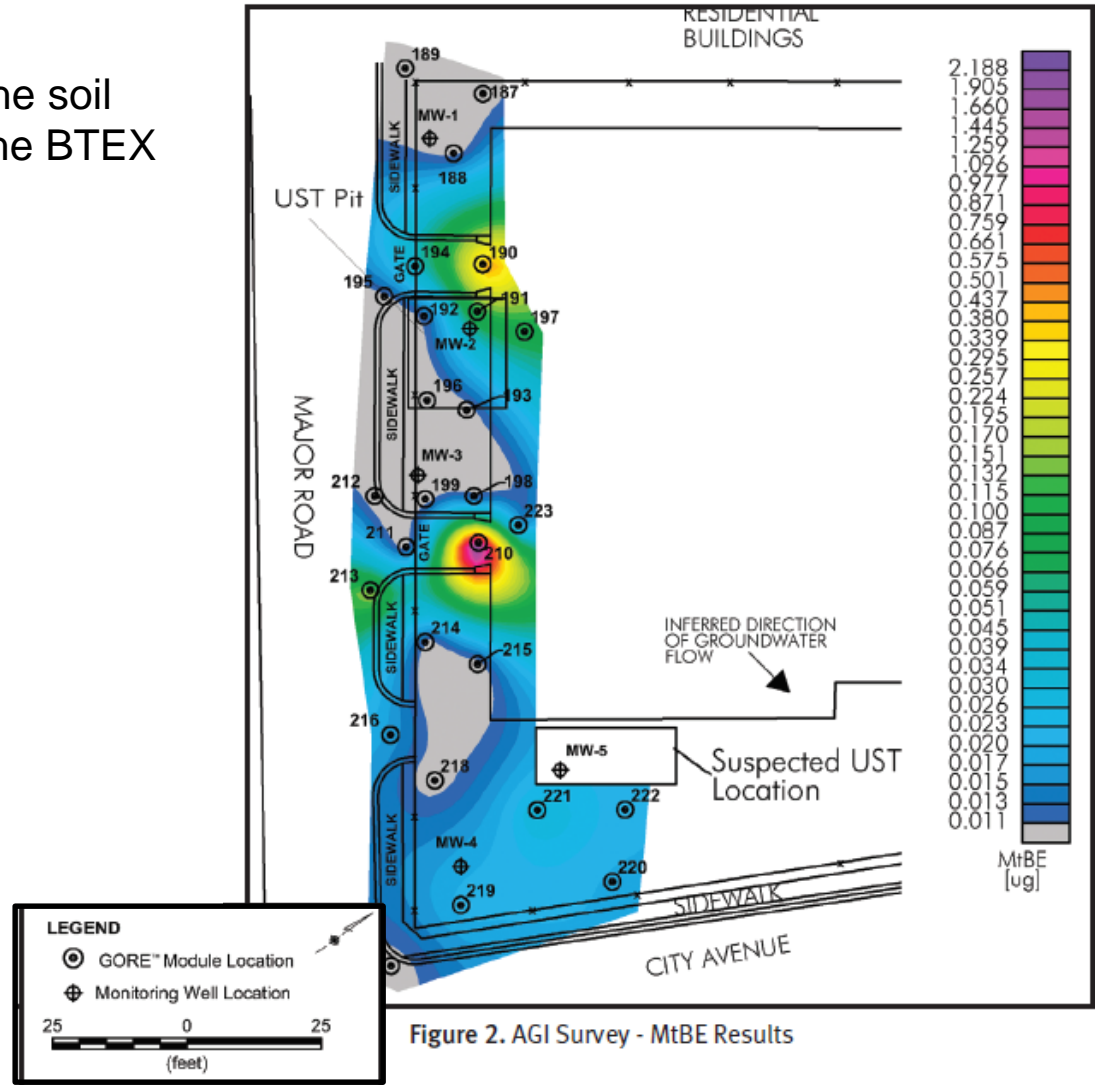 he soil
he BTEX
RESIDENTIAL
BUILDINGS
189
187
MW-1
SIDEWALK
188
UST Pit
GATE
194
190
195
192
191
197
MW-2
SIDEWALK
196
193
MAJOR ROAD
MW-3
212
199
198
223
211
GATE
210
213
SIDEWALK
214
215
INFERRED DIRECTION
OF GROUNDWATER
FLOW
216
MW-5
Suspected UST
Location
218
221
222
SIDEWALK
MW-4
220
219
SIDEWALK
CITY AVENUE
2.188
1.905
1.660
1.445
1.259
1.096
0.977
0.871
0.759
0.661
0.575
0.501
0.437
0.380
0.339
0.295
0.257
0.224
0.195
0.170
0.151
0.132
0.115
0.100
0.087
0.076
0.066
0.059
0.051
0.045
0.039
0.034
0.030
0.026
0.023
0.020
0.017
0.015
0.013
0.011
MtBE
[ug]
LEGEND
GORE™ Module Location
Monitoring Well Location
25 0 25
(feet)
Figure 2. AGI Survey - MtBE Results